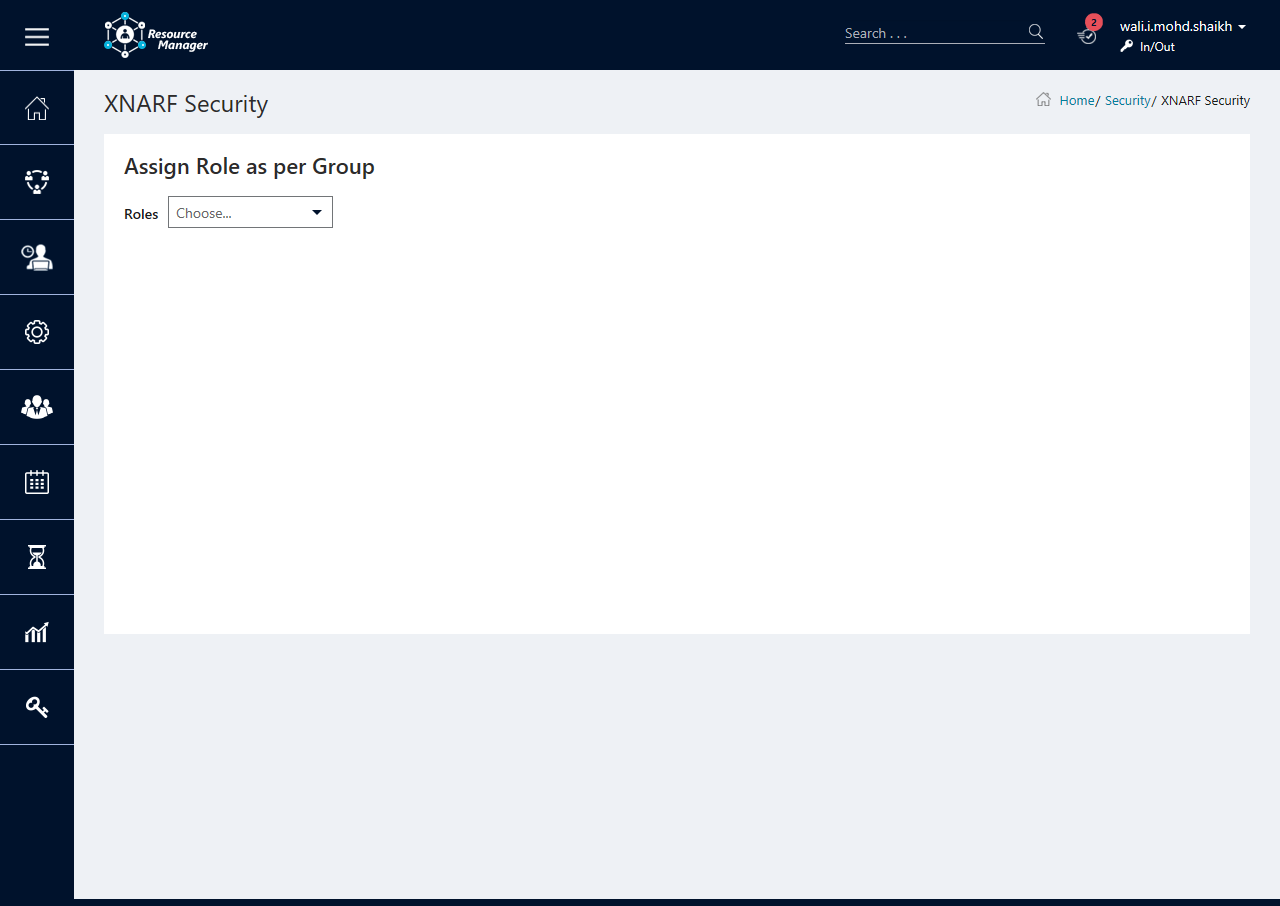 Resource
Manager
Search . . .
2
wali.i.mohd.shaikh
In/Out
XNARF Security
Home/ Security/ XNARF Security
Assign Role as per Group
Roles Choose...